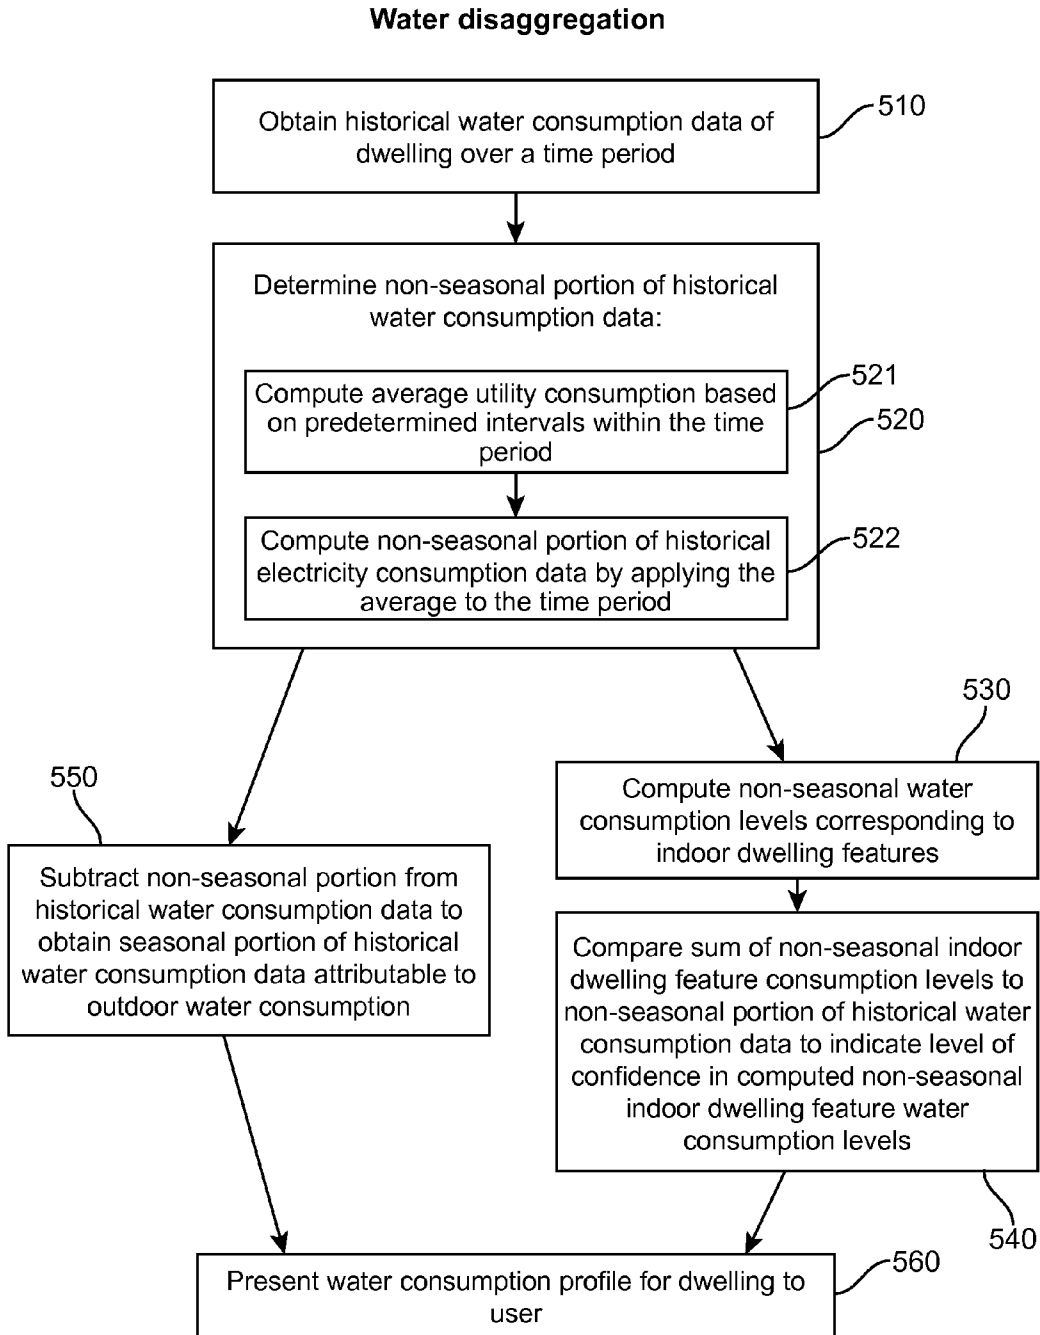 Water disaggregation
Obtain historical water consumption data of
dwelling over a time period
510
Determine non-seasonal portion of historical
water consumption data:
520
Compute average utility consumption based
on predetermined intervals within the time
period
521
Compute non-seasonal portion of historical
electricity consumption data by applying the
average to the time period
522
530
Compute non-seasonal water
consumption levels corresponding to
indoor dwelling features
550
Subtract non-seasonal portion from
historical water consumption data to
obtain seasonal portion of historical
water consumption data attributable to
outdoor water consumption
Compare sum of non-seasonal indoor
dwelling feature consumption levels to
non-seasonal portion of historical water
consumption data to indicate level of
confidence in computed non-seasonal
indoor dwelling feature water
consumption levels
540
Present water consumption profile for dwelling to
user
560